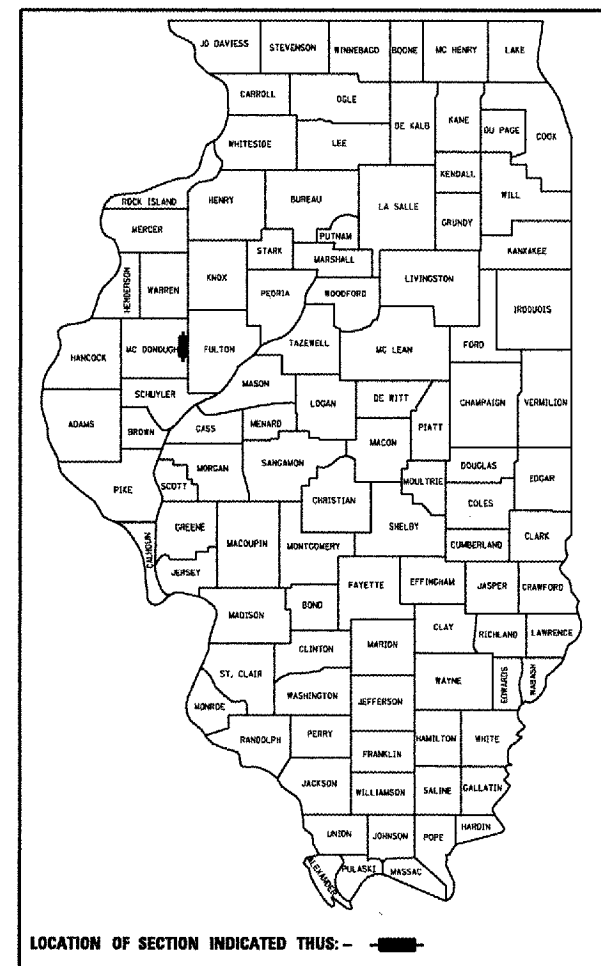 JO DAVIESS STEVENSON WINNEBAGO BOONE MC HENRY LAKE
CARROLL OGLE DE KALB KANE DU PAGE COOK
WHITESIDE LEE KENDALL WILL
ROCK ISLAND HENRY BUREAU LA SALLE GRUNDY
MERCER PUTNAM KANKAKEE
STARK MARSHALL LIVINGSTON
HENDERSON WARREN KNOX PEORIA WOODFORD IROQUOIS
HANCOCK MC DONOUGH FULTON TAZEWELL MC LEAN FORD
SCHUYLER MASON
ADAMS BROWN CASS MENARD LOGAN DE WITT PIATT CHAMPAIGN VERMILION
MACON
PIKE SCOTT MORGAN SANGAMON CHRISTIAN MOULTRIE DOUGLAS EDGAR
COLES
CALHOUN GREENE MACOUPIN MONTGOMERY SHELBY CUMBERLAND CLARK
JERSEY
FAYETTE EFFINGHAM JASPER CRAWFORD
MADISON BOND
CLAY RICHLAND LAWRENCE
CLINTON MARION
ST. CLAIR WAYNE EDWARDS WABASH
WASHINGTON JEFFERSON
MONROE
RANDOLPH PERRY HAMILTON WHITE
FRANKLIN
JACKSON WILLIAMSON SALINE GALLATIN
UNION JOHNSON POPE HARDIN
ALEXANDER PULASKI MASSAC
LOCATION OF SECTION INDICATED THUS: -